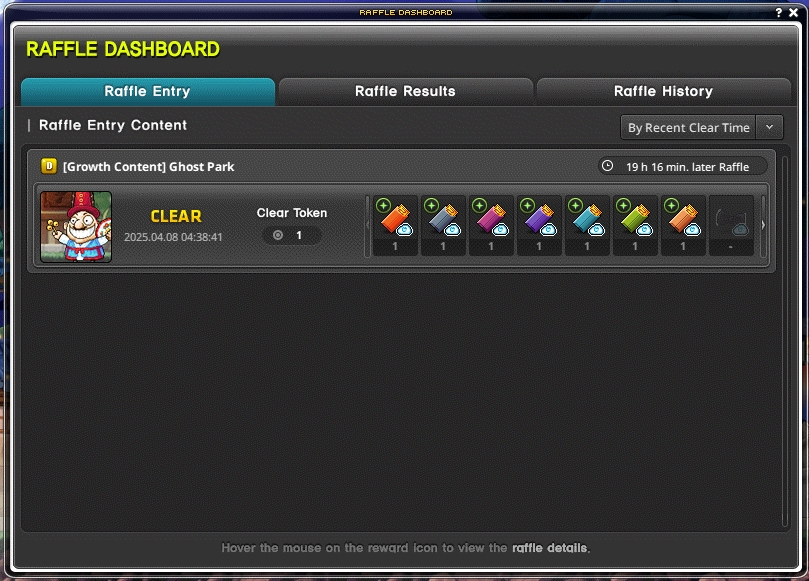 RAFFLE DASHBOARD
?
RAFFLE DASHBOARD
Raffle Entry
Raffle Results
Raffle History
Raffle Entry Content
By Recent Clear Time
D [Growth Content] Ghost Park
19 h 16 min. later Raffle
CLEAR
2025.04.08 04:38:41
Clear Token
1
1 1 1 1 1 1 1 -
Hover the mouse on the reward icon to view the raffle details.